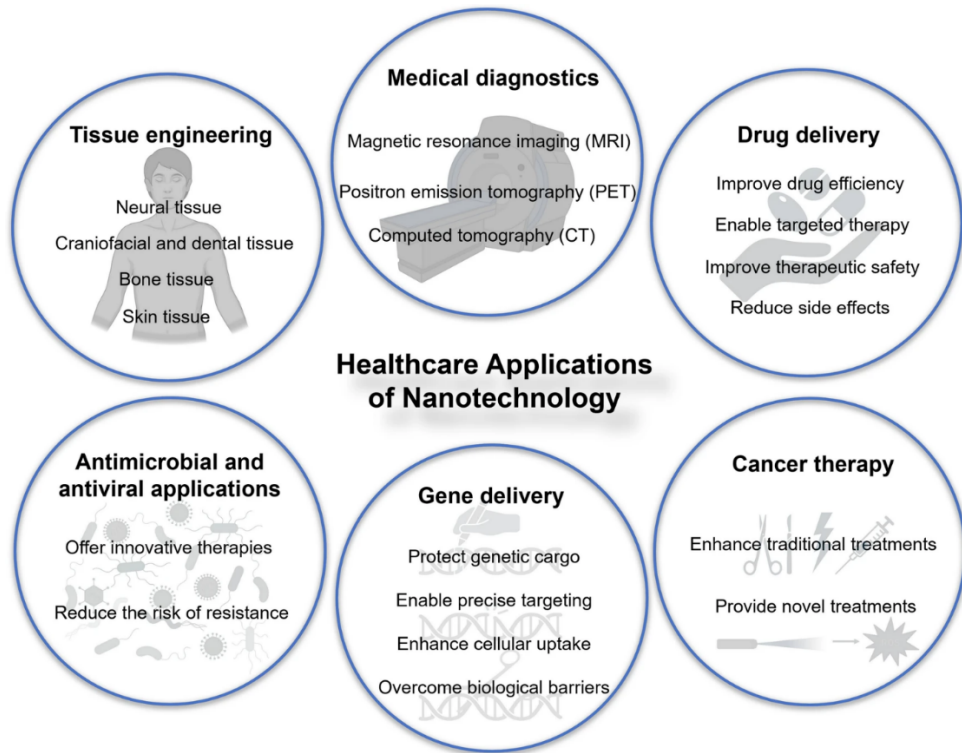 Medical diagnostics
Magnetic resonance imaging (MRI)
Positron emission tomography (PET)
Computed tomography (CT)
Tissue engineering
Neural tissue
Craniofacial and dental tissue
Bone tissue
Skin tissue
Drug delivery
Improve drug efficiency
Enable targeted therapy
Improve therapeutic safety
Reduce side effects
Healthcare Applications
of Nanotechnology
Antimicrobial and
antiviral applications
Offer innovative therapies
Reduce the risk of resistance
Gene delivery
Protect genetic cargo
Enable precise targeting
Enhance cellular uptake
Overcome biological barriers
Cancer therapy
Enhance traditional treatments
Provide novel treatments